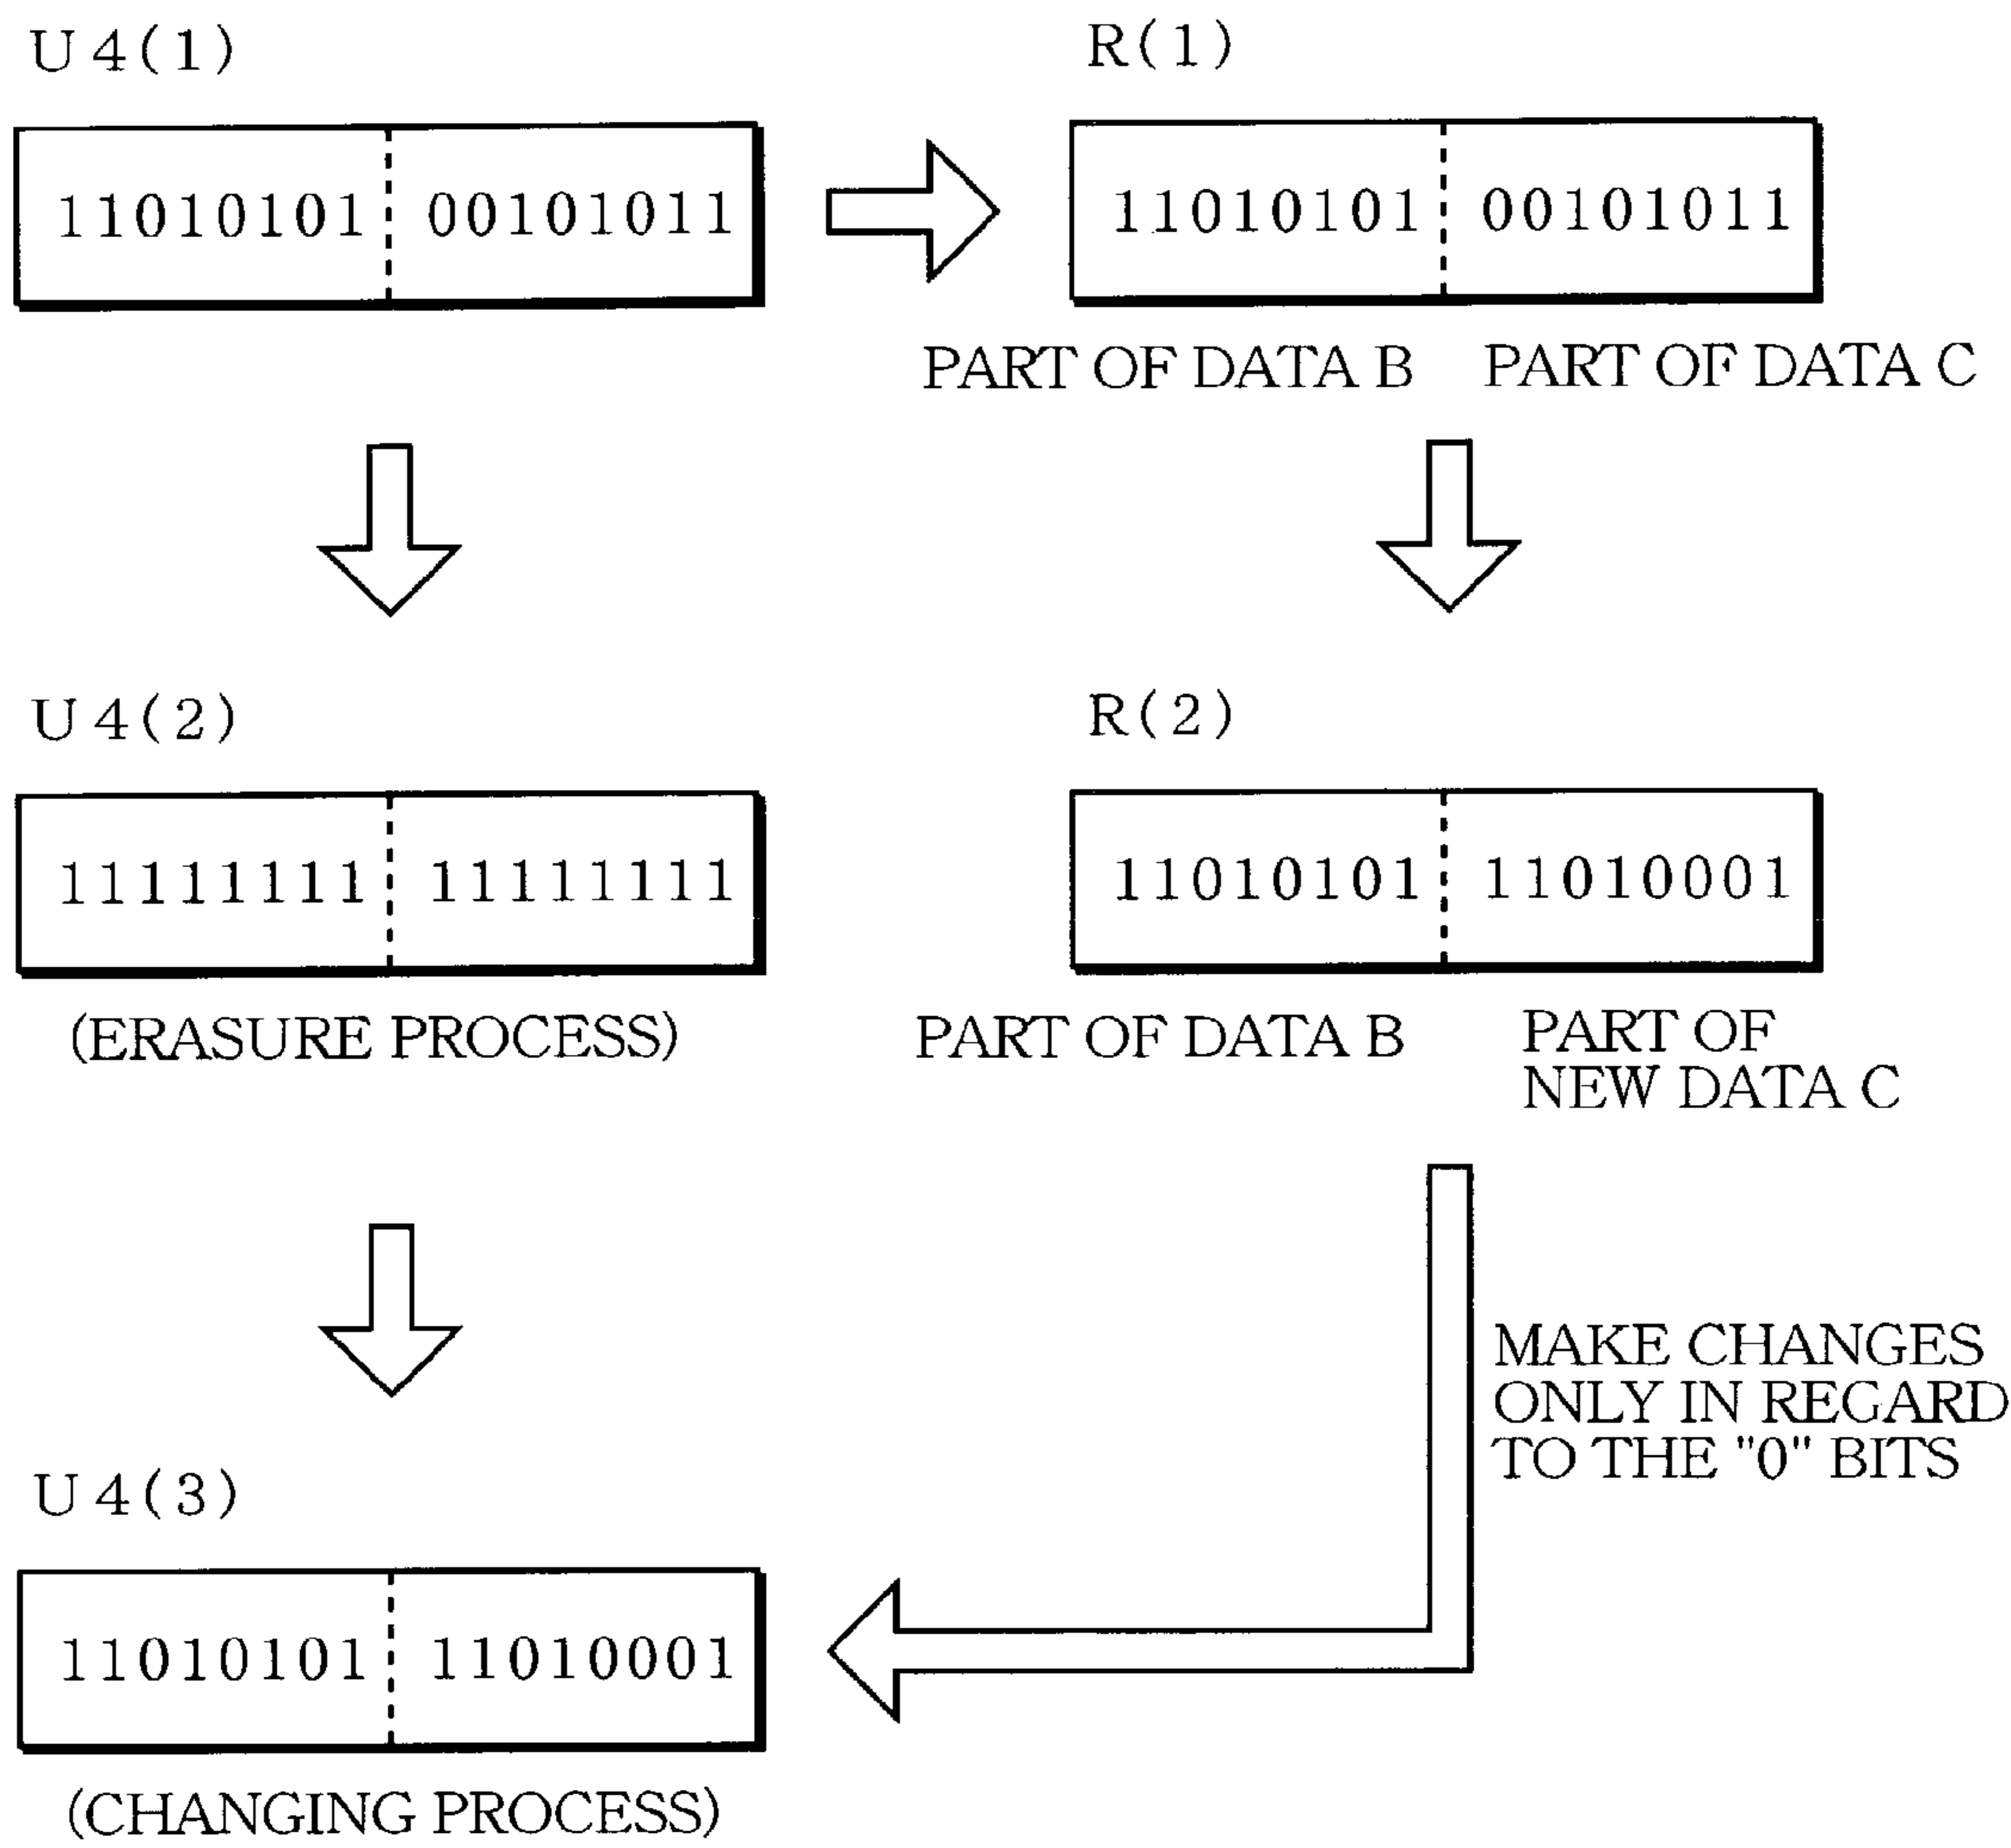 U4(1)
R(1)
11010101 00101011
11010101 00101011
PART OF DATA B PART OF DATA C
U4(2)
R(2)
11111111 11111111
11010101 11010001
(ERASURE PROCESS)
PART OF DATA B
PART OF
NEW DATA C
MAKE CHANGES
ONLY IN REGARD
TO THE "0" BITS
U4(3)
11010101 11010001
(CHANGING PROCESS)